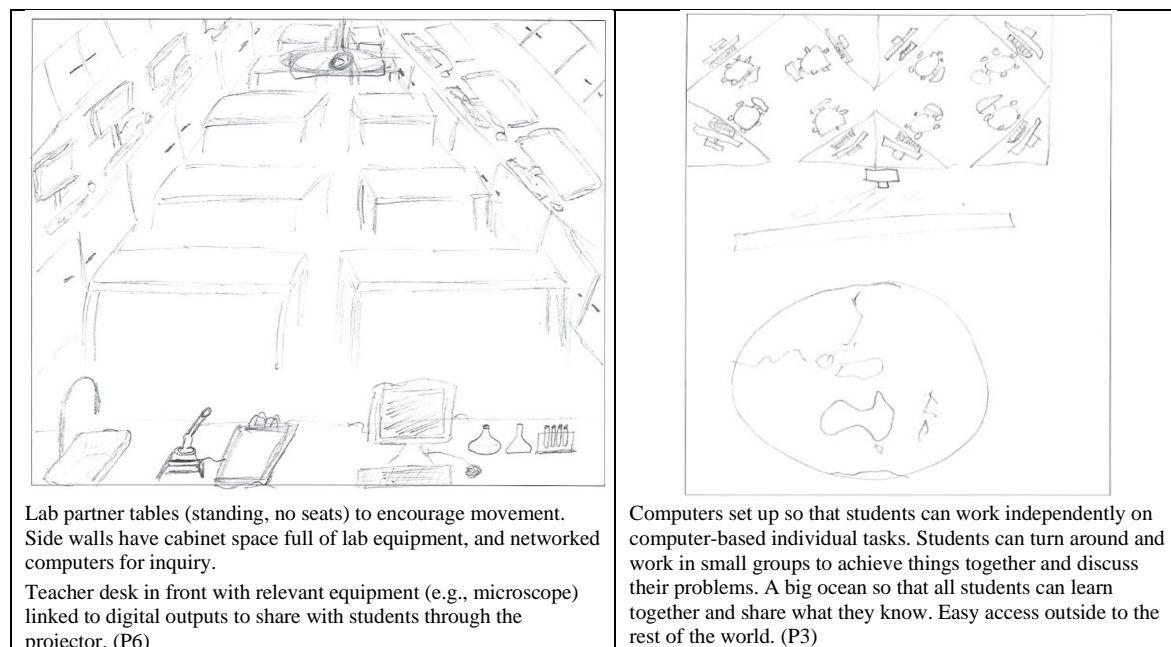 Lab partner tables (standing, no seats) to encourage movement.
Side walls have cabinet space full of lab equipment, and networked
computers for inquiry.
Teacher desk in front with relevant equipment (e.g., microscope)
linked to digital outputs to share with students through the
projector. (P6)
Computers set up so that students can work independently on
computer-based individual tasks. Students can turn around and
work in small groups to achieve things together and discuss
their problems. A big ocean so that all students can learn
together and share what they know. Easy access outside to the
rest of the world. (P3)